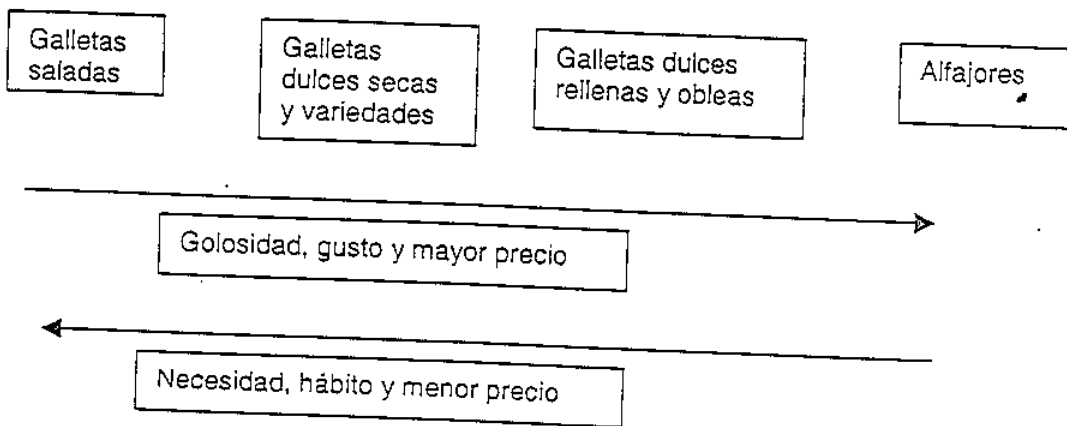 Galletas
saladas
Galletas
dulces secas
y variedades
Galletas dulces
rellenas y obleas
Alfajores
Golosidad, gusto y mayor precio
Necesidad, hábito y menor precio